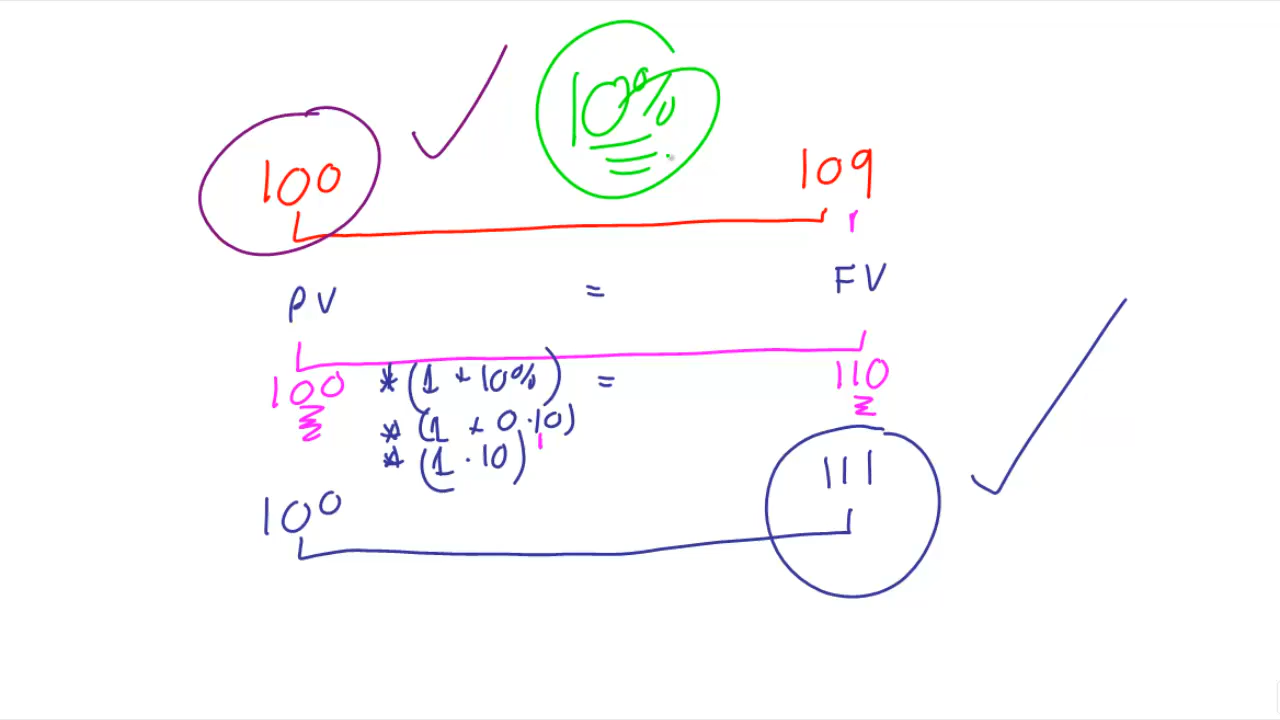 10%
100 109
PV = FV
100 * (1 + 10%) = 110
* (1 + 0.10)
* (1.10)
111
100